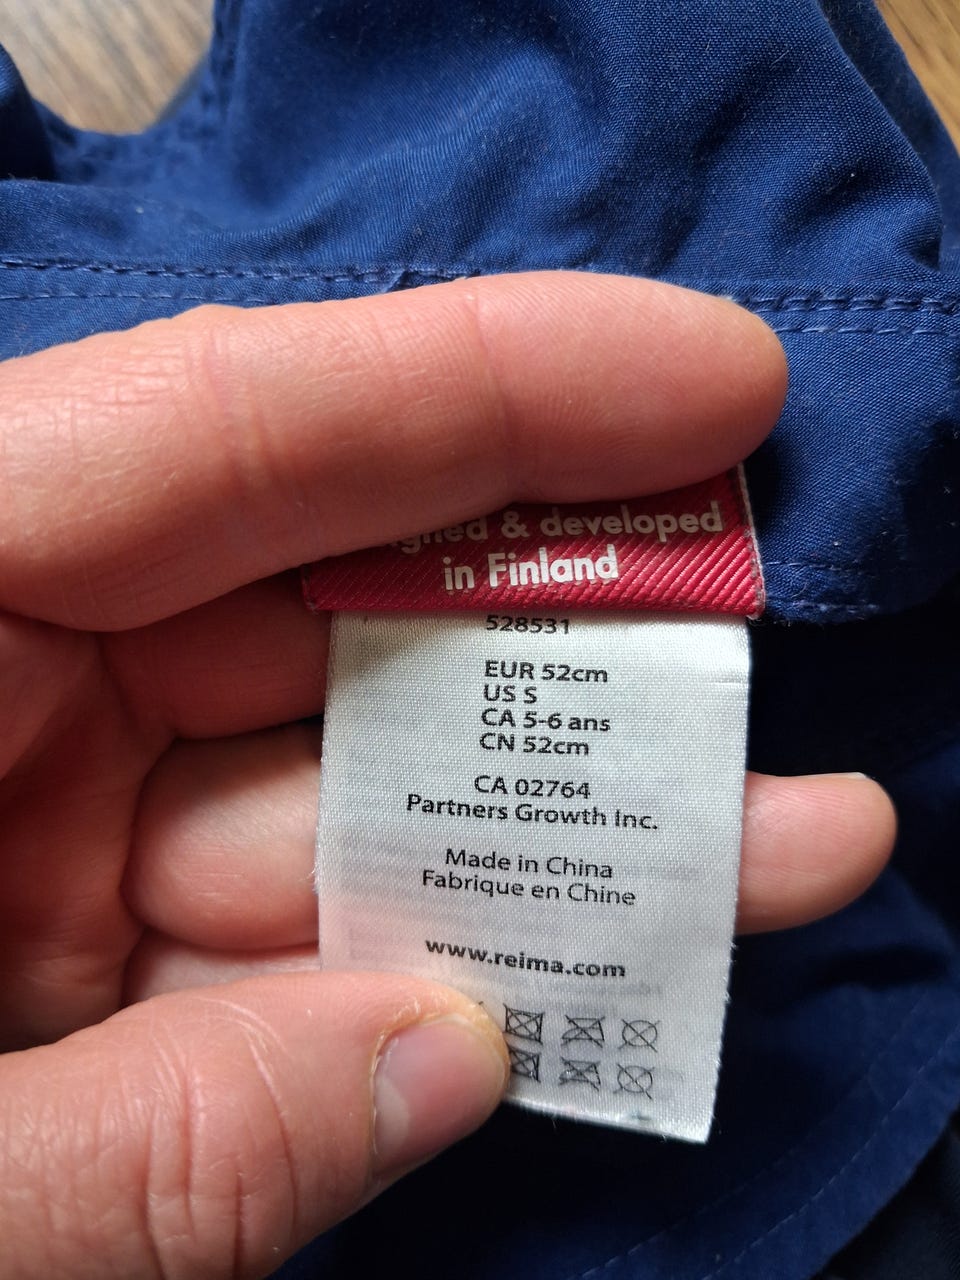 & developed
in Finland
528531
EUR 52cm
US S
CA 5-6 ans
CN 52cm
CA 02764
Partners Growth Inc.
Made in China
Fabrique en Chine
www.reima.com